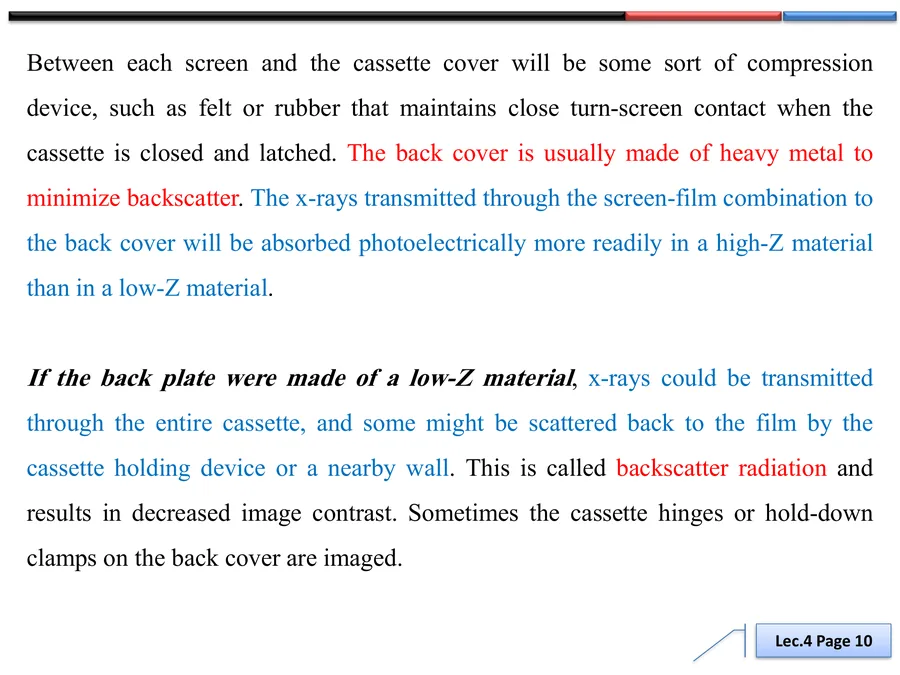 Between each screen and the cassette cover will be some sort of compression
device, such as felt or rubber that maintains close turn-screen contact when the
cassette is closed and latched. The back cover is usually made of heavy metal to
minimize backscatter. The x-rays transmitted through the screen-film combination to
the back cover will be absorbed photoelectrically more readily in a high-Z material
than in a low-Z material.
If the back plate were made of a low-Z material, x-rays could be transmitted
through the entire cassette, and some might be scattered back to the film by the
cassette holding device or a nearby wall. This is called backscatter radiation and
results in decreased image contrast. Sometimes the cassette hinges or hold-down
clamps on the back cover are imaged.
Lec.4 Page 10